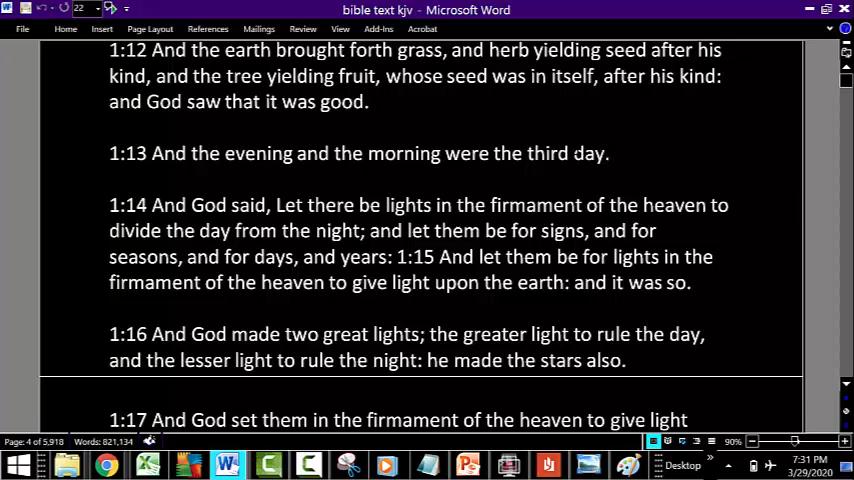 bible text kjv - Microsoft Word
22
File Home Insert Page Layout References Mailings Review View Add-Ins Acrobat
1:12 And the earth brought forth grass, and herb yielding seed after his
kind, and the tree yielding fruit, whose seed was in itself, after his kind:
and God saw that it was good.
1:13 And the evening and the morning were the third day.
1:14 And God said, Let there be lights in the firmament of the heaven to
divide the day from the night; and let them be for signs, and for
seasons, and for days, and years: 1:15 And let them be for lights in the
firmament of the heaven to give light upon the earth: and it was so.
1:16 And God made two great lights; the greater light to rule the day,
and the lesser light to rule the night: he made the stars also.
1:17 And God set them in the firmament of the heaven to give light
Page: 4 of 5,918 Words: 821,134 90%
Desktop
7:31 PM
3/29/2020